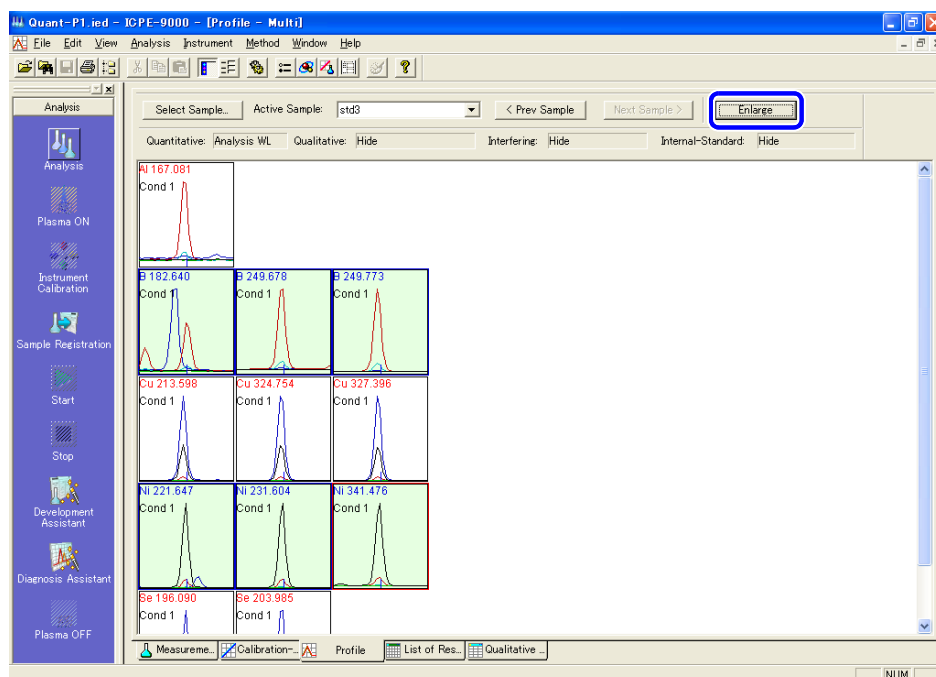 Quant-P1.ied - ICPE-9000 - [Profile - Multi]
File Edit View Analysis Instrument Method Window Help
Analysis
Select Sample... Active Sample: std3 < Prev Sample Next Sample > Enlarge
Quantitative: Analysis WL Qualitative: Hide Interfering: Hide Internal-Standard: Hide
Analysis
Plasma ON
Instrument
Calibration
Sample Registration
Start
Stop
Development
Assistant
Diagnosis Assistant
Plasma OFF
Al 167.081
Cond 1
B 182.640 B 249.678 B 249.773
Cond 1 Cond 1 Cond 1
Cu 213.598 Cu 324.754 Cu 327.396
Cond 1 Cond 1 Cond 1
Ni 221.647 Ni 231.604 Ni 341.476
Cond 1 Cond 1 Cond 1
Se 196.090 Se 203.985
Cond 1 Cond 1
Measureme... Calibration-... Profile List of Res... Qualitative ...
NUM